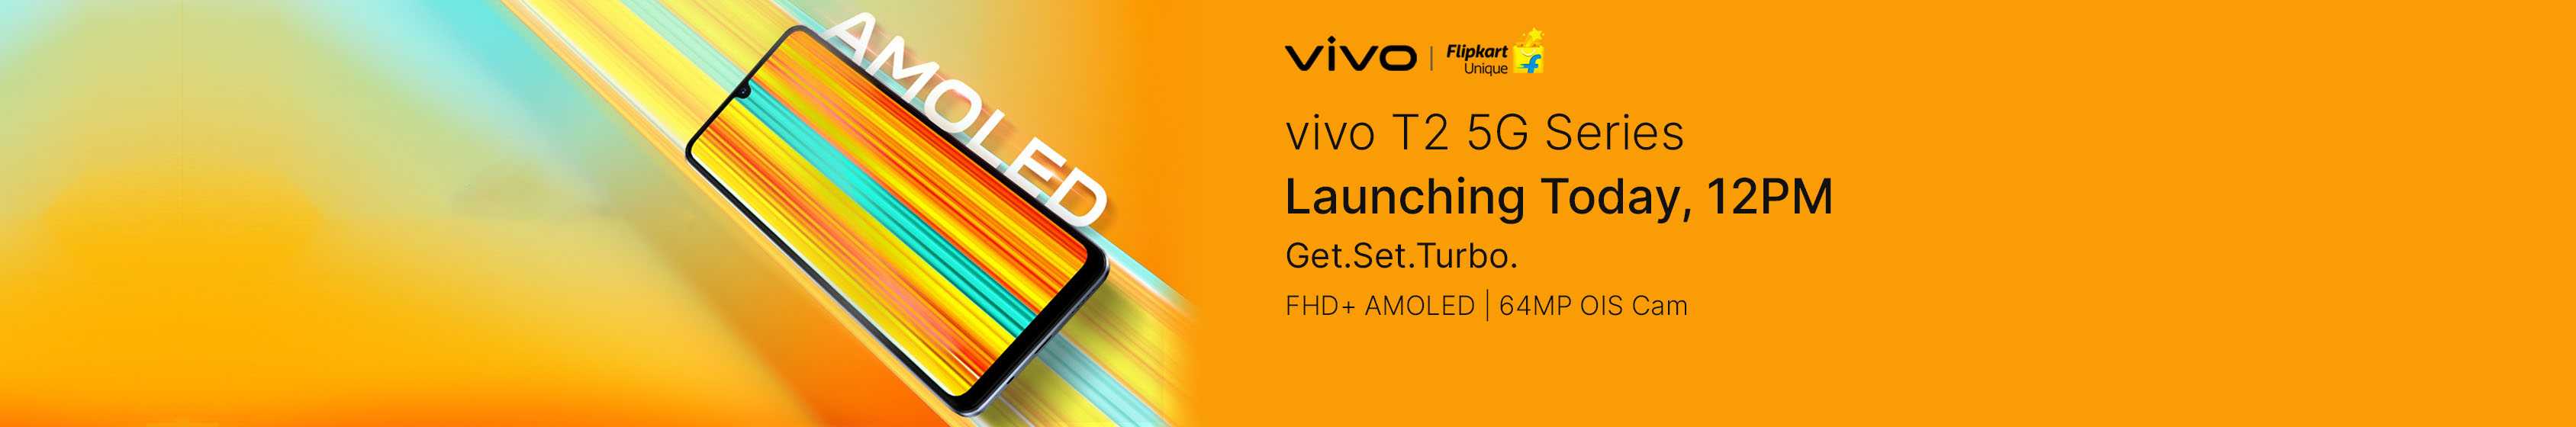 AMOLED
vivo | Flipkart
Unique
vivo T2 5G Series
Launching Today, 12PM
Get.Set.Turbo.
FHD+ AMOLED | 64MP OIS Cam